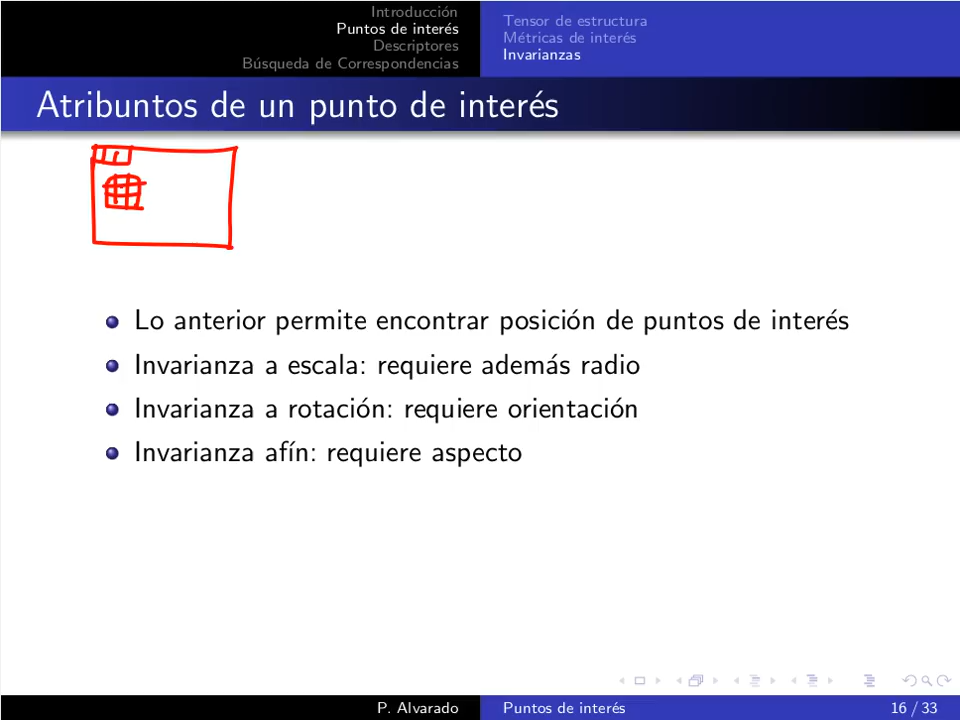 Introducción
Puntos de interés
Descriptores
Búsqueda de Correspondencias
Tensor de estructura
Métricas de interés
Invarianzas
Atribuntos de un punto de interés
Lo anterior permite encontrar posición de puntos de interés
Invarianza a escala: requiere además radio
Invarianza a rotación: requiere orientación
Invarianza afín: requiere aspecto
P. Alvarado
Puntos de interés
16 / 33